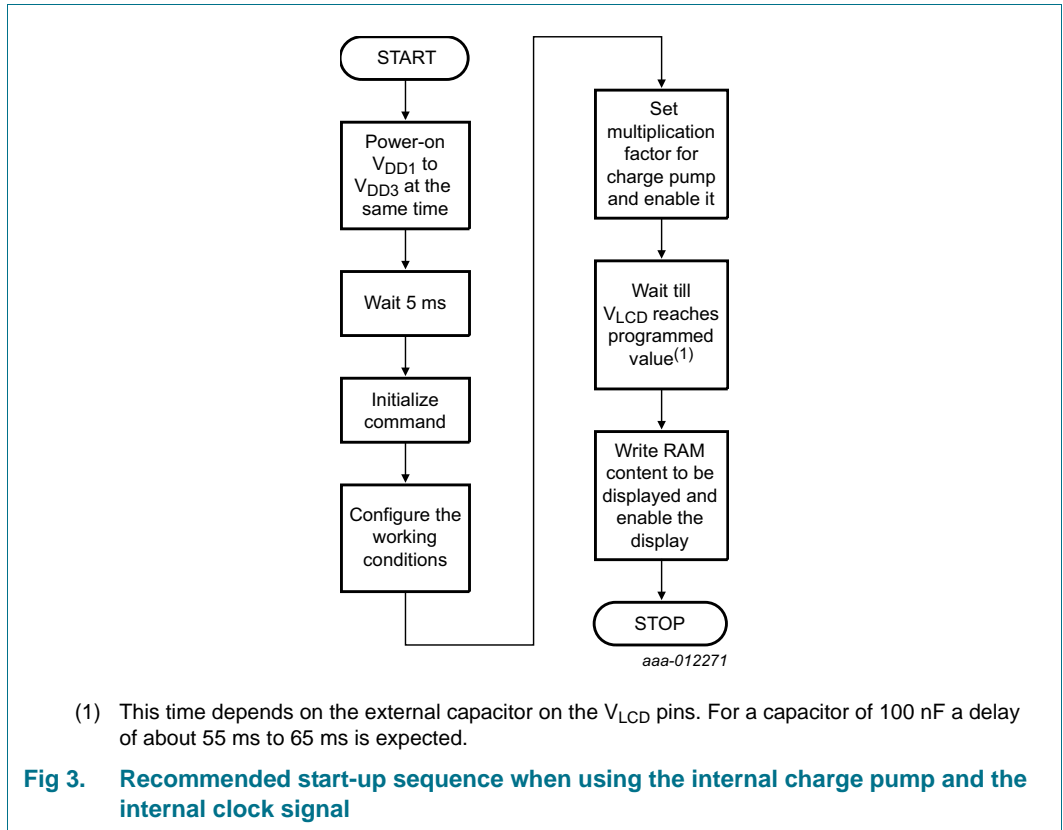 START
Power-on
VDD1 to
VDD3 at the
same time
Wait 5 ms
Initialize
command
Configure the
working
conditions
Set
multiplication
factor for
charge pump
and enable it
Wait till
VLCD reaches
programmed
value(1)
Write RAM
content to be
displayed and
enable the
display
STOP
aaa-012271
(1) This time depends on the external capacitor on the VLCD pins. For a capacitor of 100 nF a delay
of about 55 ms to 65 ms is expected.
Fig 3. Recommended start-up sequence when using the internal charge pump and the
internal clock signal